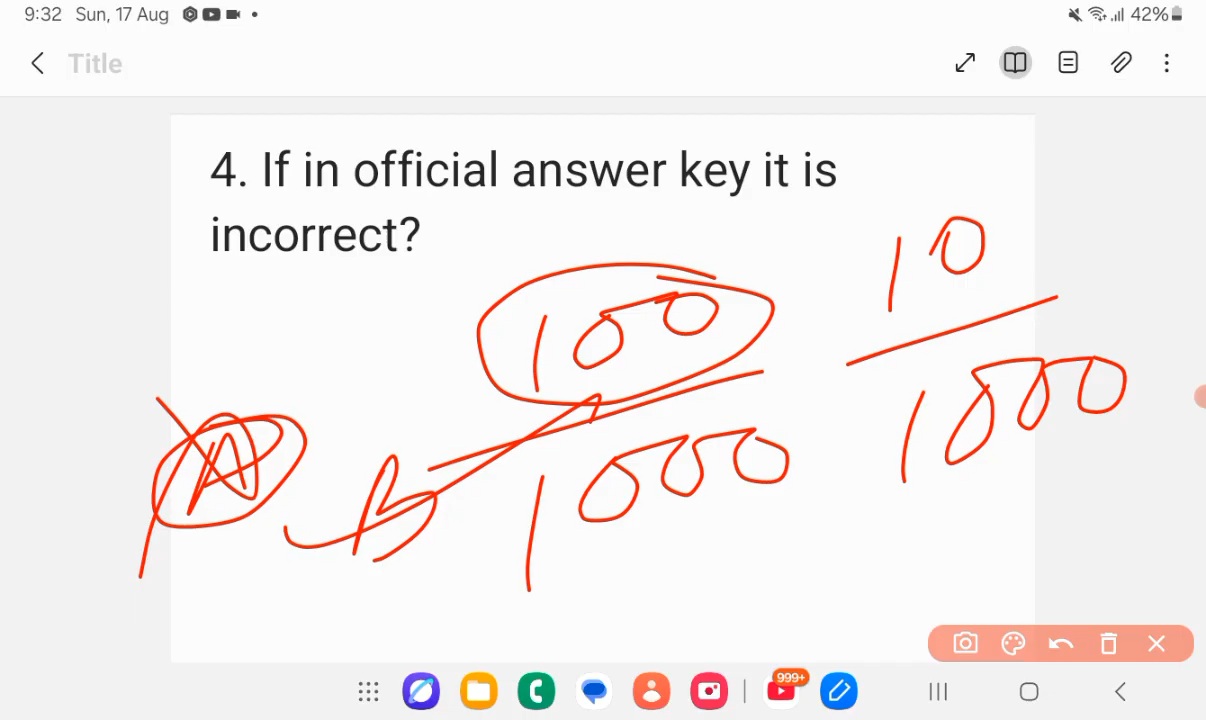 9:32 Sun, 17 Aug
42%
Title
4. If in official answer key it is
incorrect?
100
1000
10
1000
A
B
999+